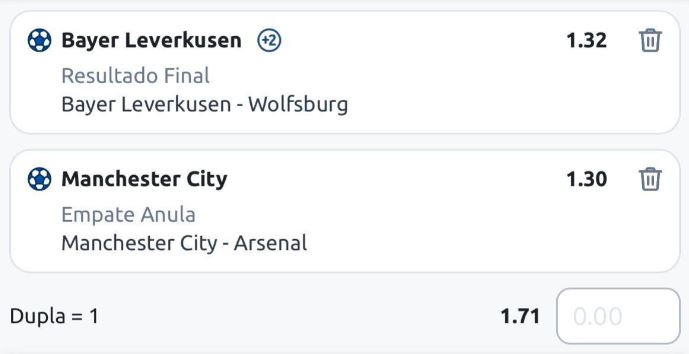 Bayer Leverkusen +2 1.32
Resultado Final
Bayer Leverkusen - Wolfsburg
Manchester City 1.30
Empate Anula
Manchester City - Arsenal
Dupla = 1 1.71 0.00